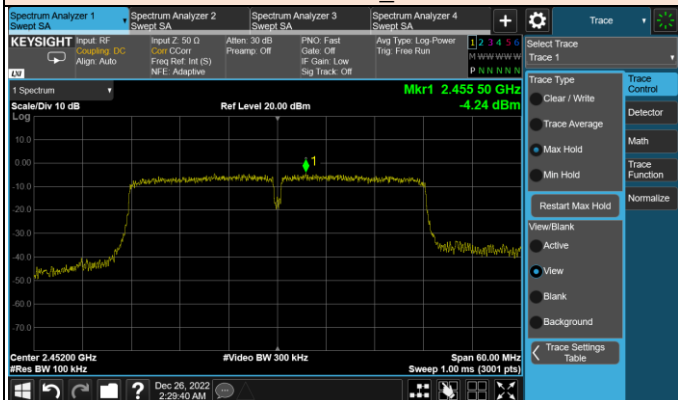 Spectrum Analyzer 1
Swept SA
Spectrum Analyzer 2
Swept SA
Spectrum Analyzer 3
Swept SA
Spectrum Analyzer 4
Swept SA
+
Trace
KEYSIGHT
Input: RF
Coupling: DC
Align: Auto
Input Z: 50 Ω
Corr CCorr
Freq Ref: Int (S)
NFE: Adaptive
Atten: 30 dB
Preamp: Off
PNO: Fast
Gate: Off
IF Gain: Low
Sig Track: Off
Avg Type: Log-Power
Trig: Free Run
1 2 3 4 5 6
M W W W W W
P N N N N N
LXI
Select Trace
Trace 1
1 Spectrum
Scale/Div 10 dB
Log
Ref Level 20.00 dBm
Mkr1 2.455 50 GHz
-4.24 dBm
10.0
0.00
-10.0
-20.0
-30.0
-40.0
-50.0
-60.0
-70.0
1
Center 2.45200 GHz
#Res BW 100 kHz
#Video BW 300 kHz
Span 60.00 MHz
Sweep 1.00 ms (3001 pts)
Trace Type
Clear / Write
Trace Average
Max Hold
Min Hold
Restart Max Hold
View/Blank
Active
View
Blank
Background
Trace Settings
Table
Trace
Control
Detector
Math
Trace
Function
Normalize
?
Dec 26, 2022
2:29:40 AM